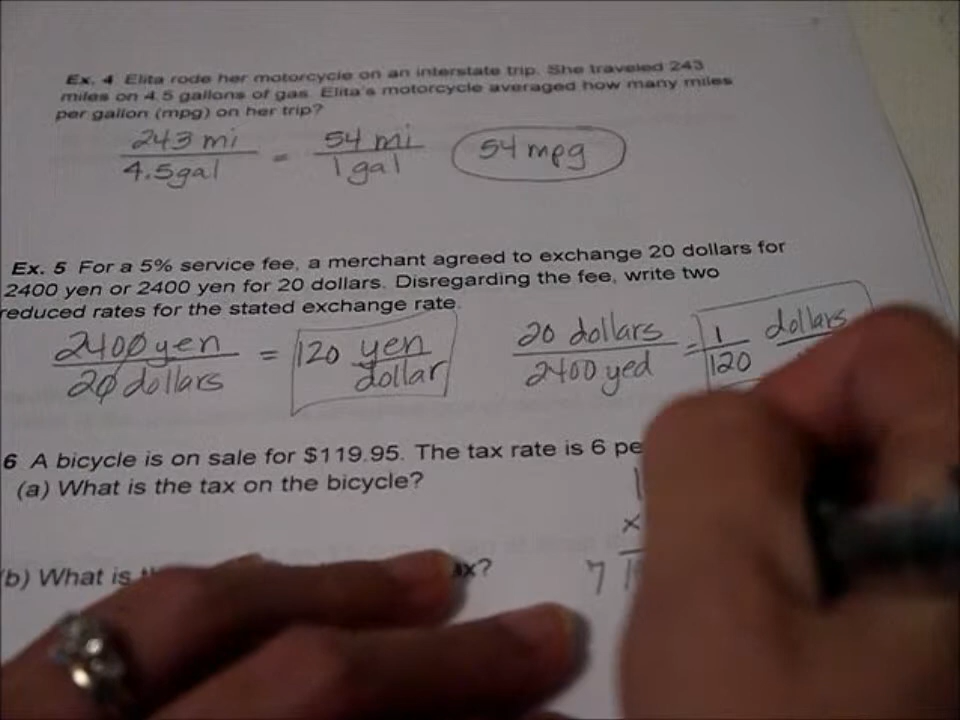 Ex. 4 Elita rode her motorcycle on an interstate trip. She traveled 243
miles on 4.5 gallons of gas. Elita's motorcycle averaged how many miles
per gallon (mpg) on her trip?
243 mi / 4.5gal = 54 mi / 1 gal 54 mpg
Ex. 5 For a 5% service fee, a merchant agreed to exchange 20 dollars for
2400 yen or 2400 yen for 20 dollars. Disregarding the fee, write two
reduced rates for the stated exchange rate.
2400 yen / 20 dollars = 120 yen / dollar 20 dollars / 2400 yed = 1 / 120 dollars
6 A bicycle is on sale for $119.95. The tax rate is 6 pe
(a) What is the tax on the bicycle?
1
x
(b) What is x?
7 1